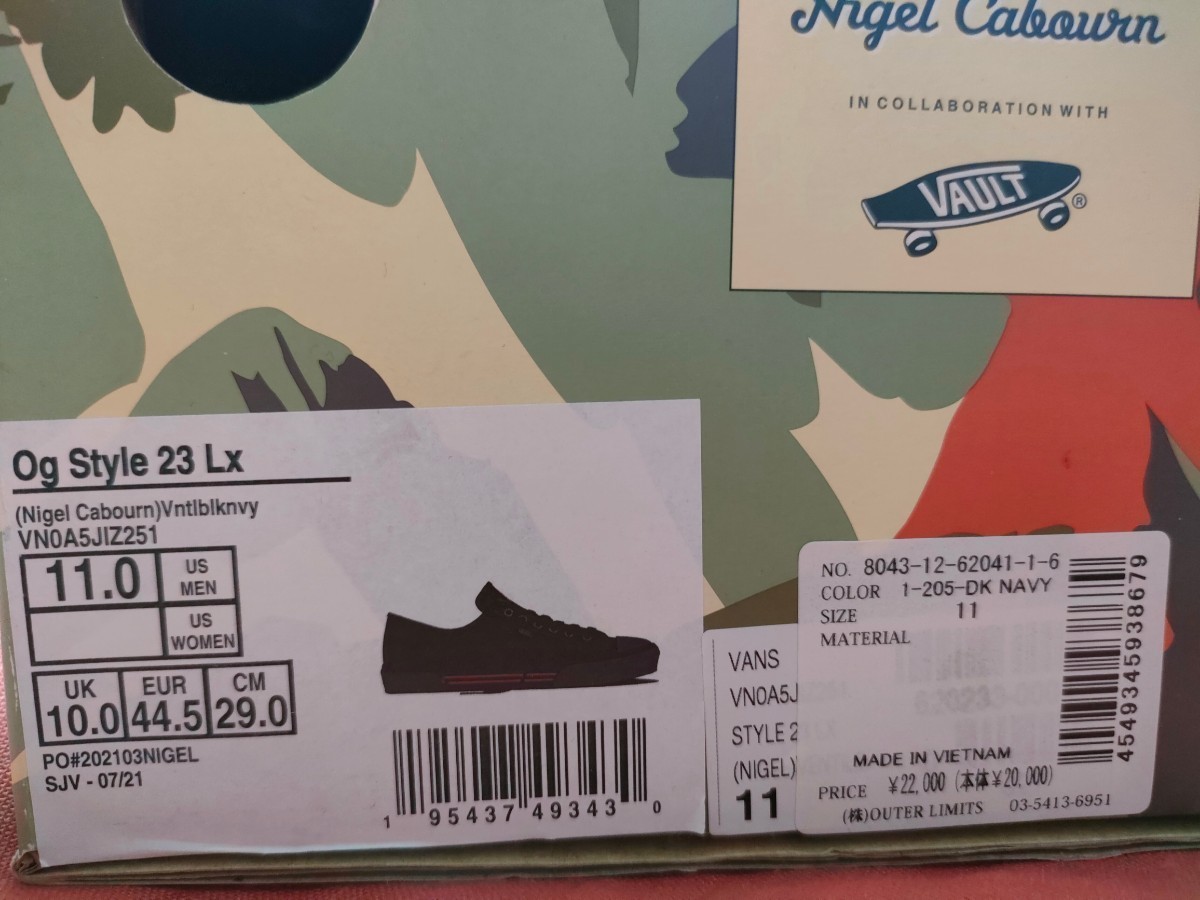 Nigel Cabourn
IN COLLABORATION WITH
VAULT®
Og Style 23 Lx
(Nigel Cabourn)Vntlblknvy
VN0A5JIZ251
11.0 US MEN
US WOMEN
UK EUR CM
10.0 44.5 29.0
PO#202103NIGEL
SJV - 07/21
1 95437 49343 0
VANS
VN0A5J
STYLE 2
(NIGEL)
11
NO. 8043-12-62041-1-6
COLOR 1-205-DK NAVY
SIZE 11
MATERIAL
MADE IN VIETNAM
PRICE ¥22,000 (本体¥20,000)
(株)OUTER LIMITS 03-5413-6951
4549345938679